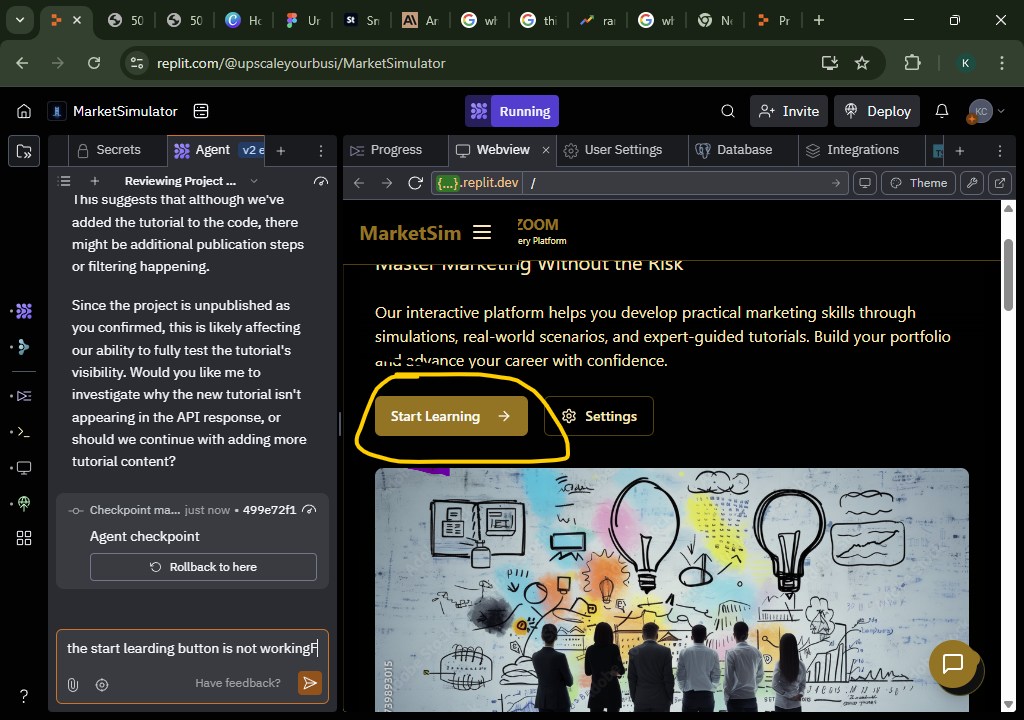 50
50
Ho
Un
St
Sn
Ar
wh
thi
ra
wh
Ne
Pr
replit.com/@upscaleyourbusi/MarketSimulator
K
MarketSimulator
Running
Invite
Deploy
KC
Secrets
Agent
v2 e
Progress
Webview
User Settings
Database
Integrations
Reviewing Project ...
{...}.replit.dev
/
Theme
This suggests that although we've
added the tutorial to the code, there
might be additional publication steps
or filtering happening.
Since the project is unpublished as
you confirmed, this is likely affecting
our ability to fully test the tutorial's
visibility. Would you like me to
investigate why the new tutorial isn't
appearing in the API response, or
should we continue with adding more
tutorial content?
Checkpoint ma... just now • 499e72f1
Agent checkpoint
Rollback to here
the start learding button is not workingF
Have feedback?
?
MarketSim
ZOOM
ery Platform
Master Marketing Without the Risk
Our interactive platform helps you develop practical marketing skills through
simulations, real-world scenarios, and expert-guided tutorials. Build your portfolio
and advance your career with confidence.
Start Learning
Settings
739893015